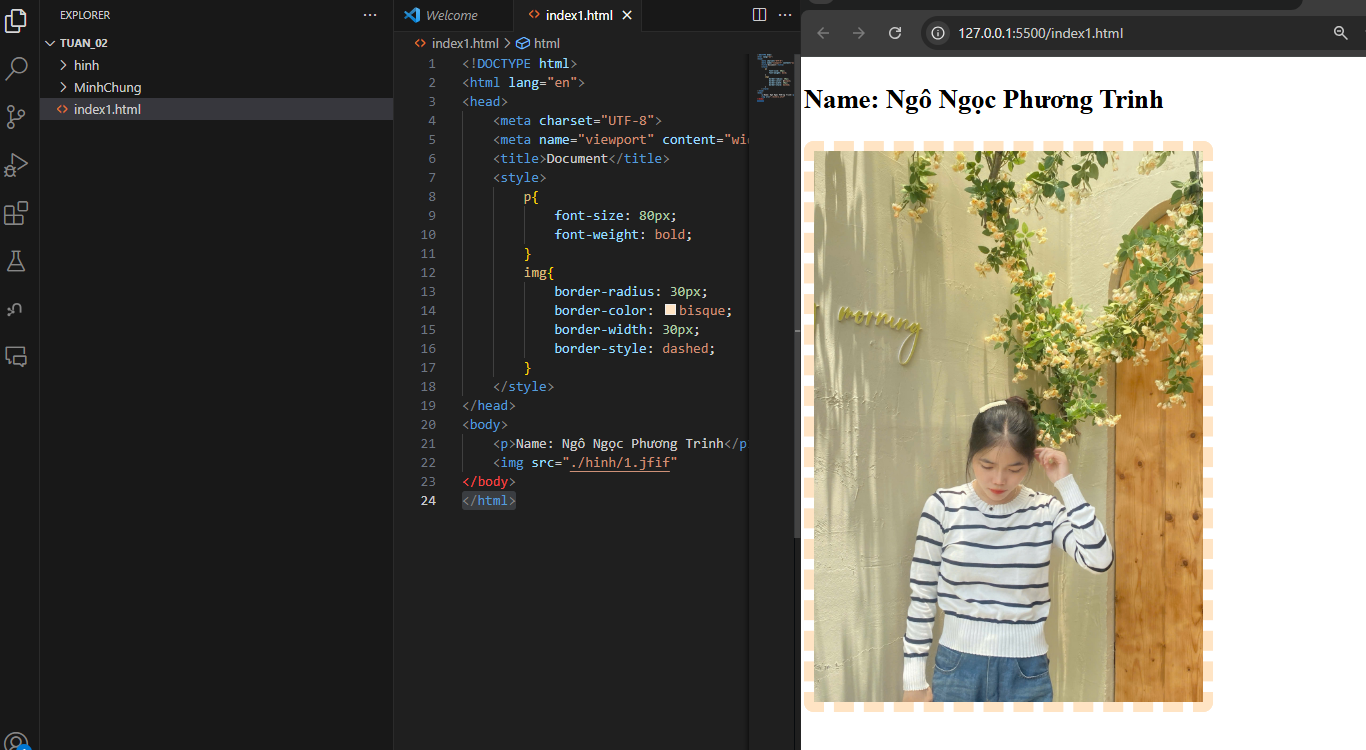 EXPLORER
TUAN_02
hinh
MinhChung
index1.html
Welcome
index1.html
index1.html > html
1 <!DOCTYPE html>
2 <html lang="en">
3 <head>
4 <meta charset="UTF-8">
5 <meta name="viewport" content="wi
6 <title>Document</title>
7 <style>
8 p{
9 font-size: 80px;
10 font-weight: bold;
11 }
12 img{
13 border-radius: 30px;
14 border-color: bisque;
15 border-width: 30px;
16 border-style: dashed;
17 }
18 </style>
19 </head>
20 <body>
21 <p>Name: Ngô Ngọc Phương Trinh</p
22 <img src="./hinh/1.jfif"
23 </body>
24 </html>
127.0.0.1:5500/index1.html
Name: Ngô Ngọc Phương Trinh
morning